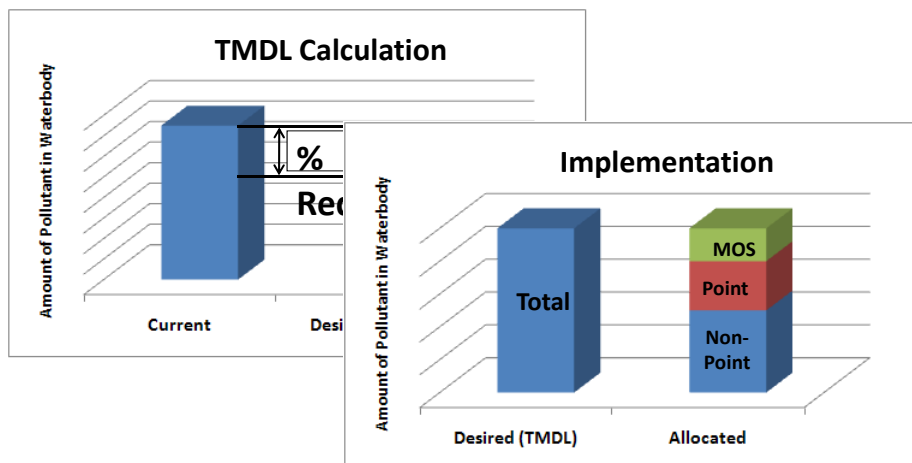 TMDL Calculation
Amount of Pollutant in Waterbody
%
Current
Implementation
Amount of Pollutant in Waterbody
Total
MOS
Point
Non-
Point
Desired (TMDL)
Allocated